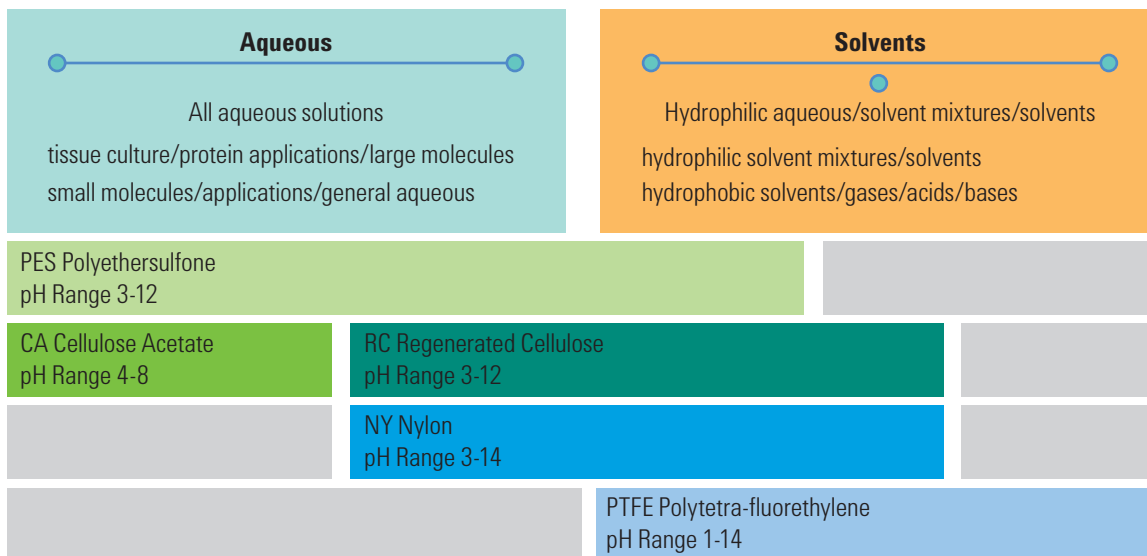 Aqueous
All aqueous solutions
tissue culture/protein applications/large molecules
small molecules/applications/general aqueous
Solvents
Hydrophilic aqueous/solvent mixtures/solvents
hydrophilic solvent mixtures/solvents
hydrophobic solvents/gases/acids/bases
PES Polyethersulfone
pH Range 3-12
CA Cellulose Acetate
pH Range 4-8
RC Regenerated Cellulose
pH Range 3-12
NY Nylon
pH Range 3-14
PTFE Polytetra-fluorethylene
pH Range 1-14